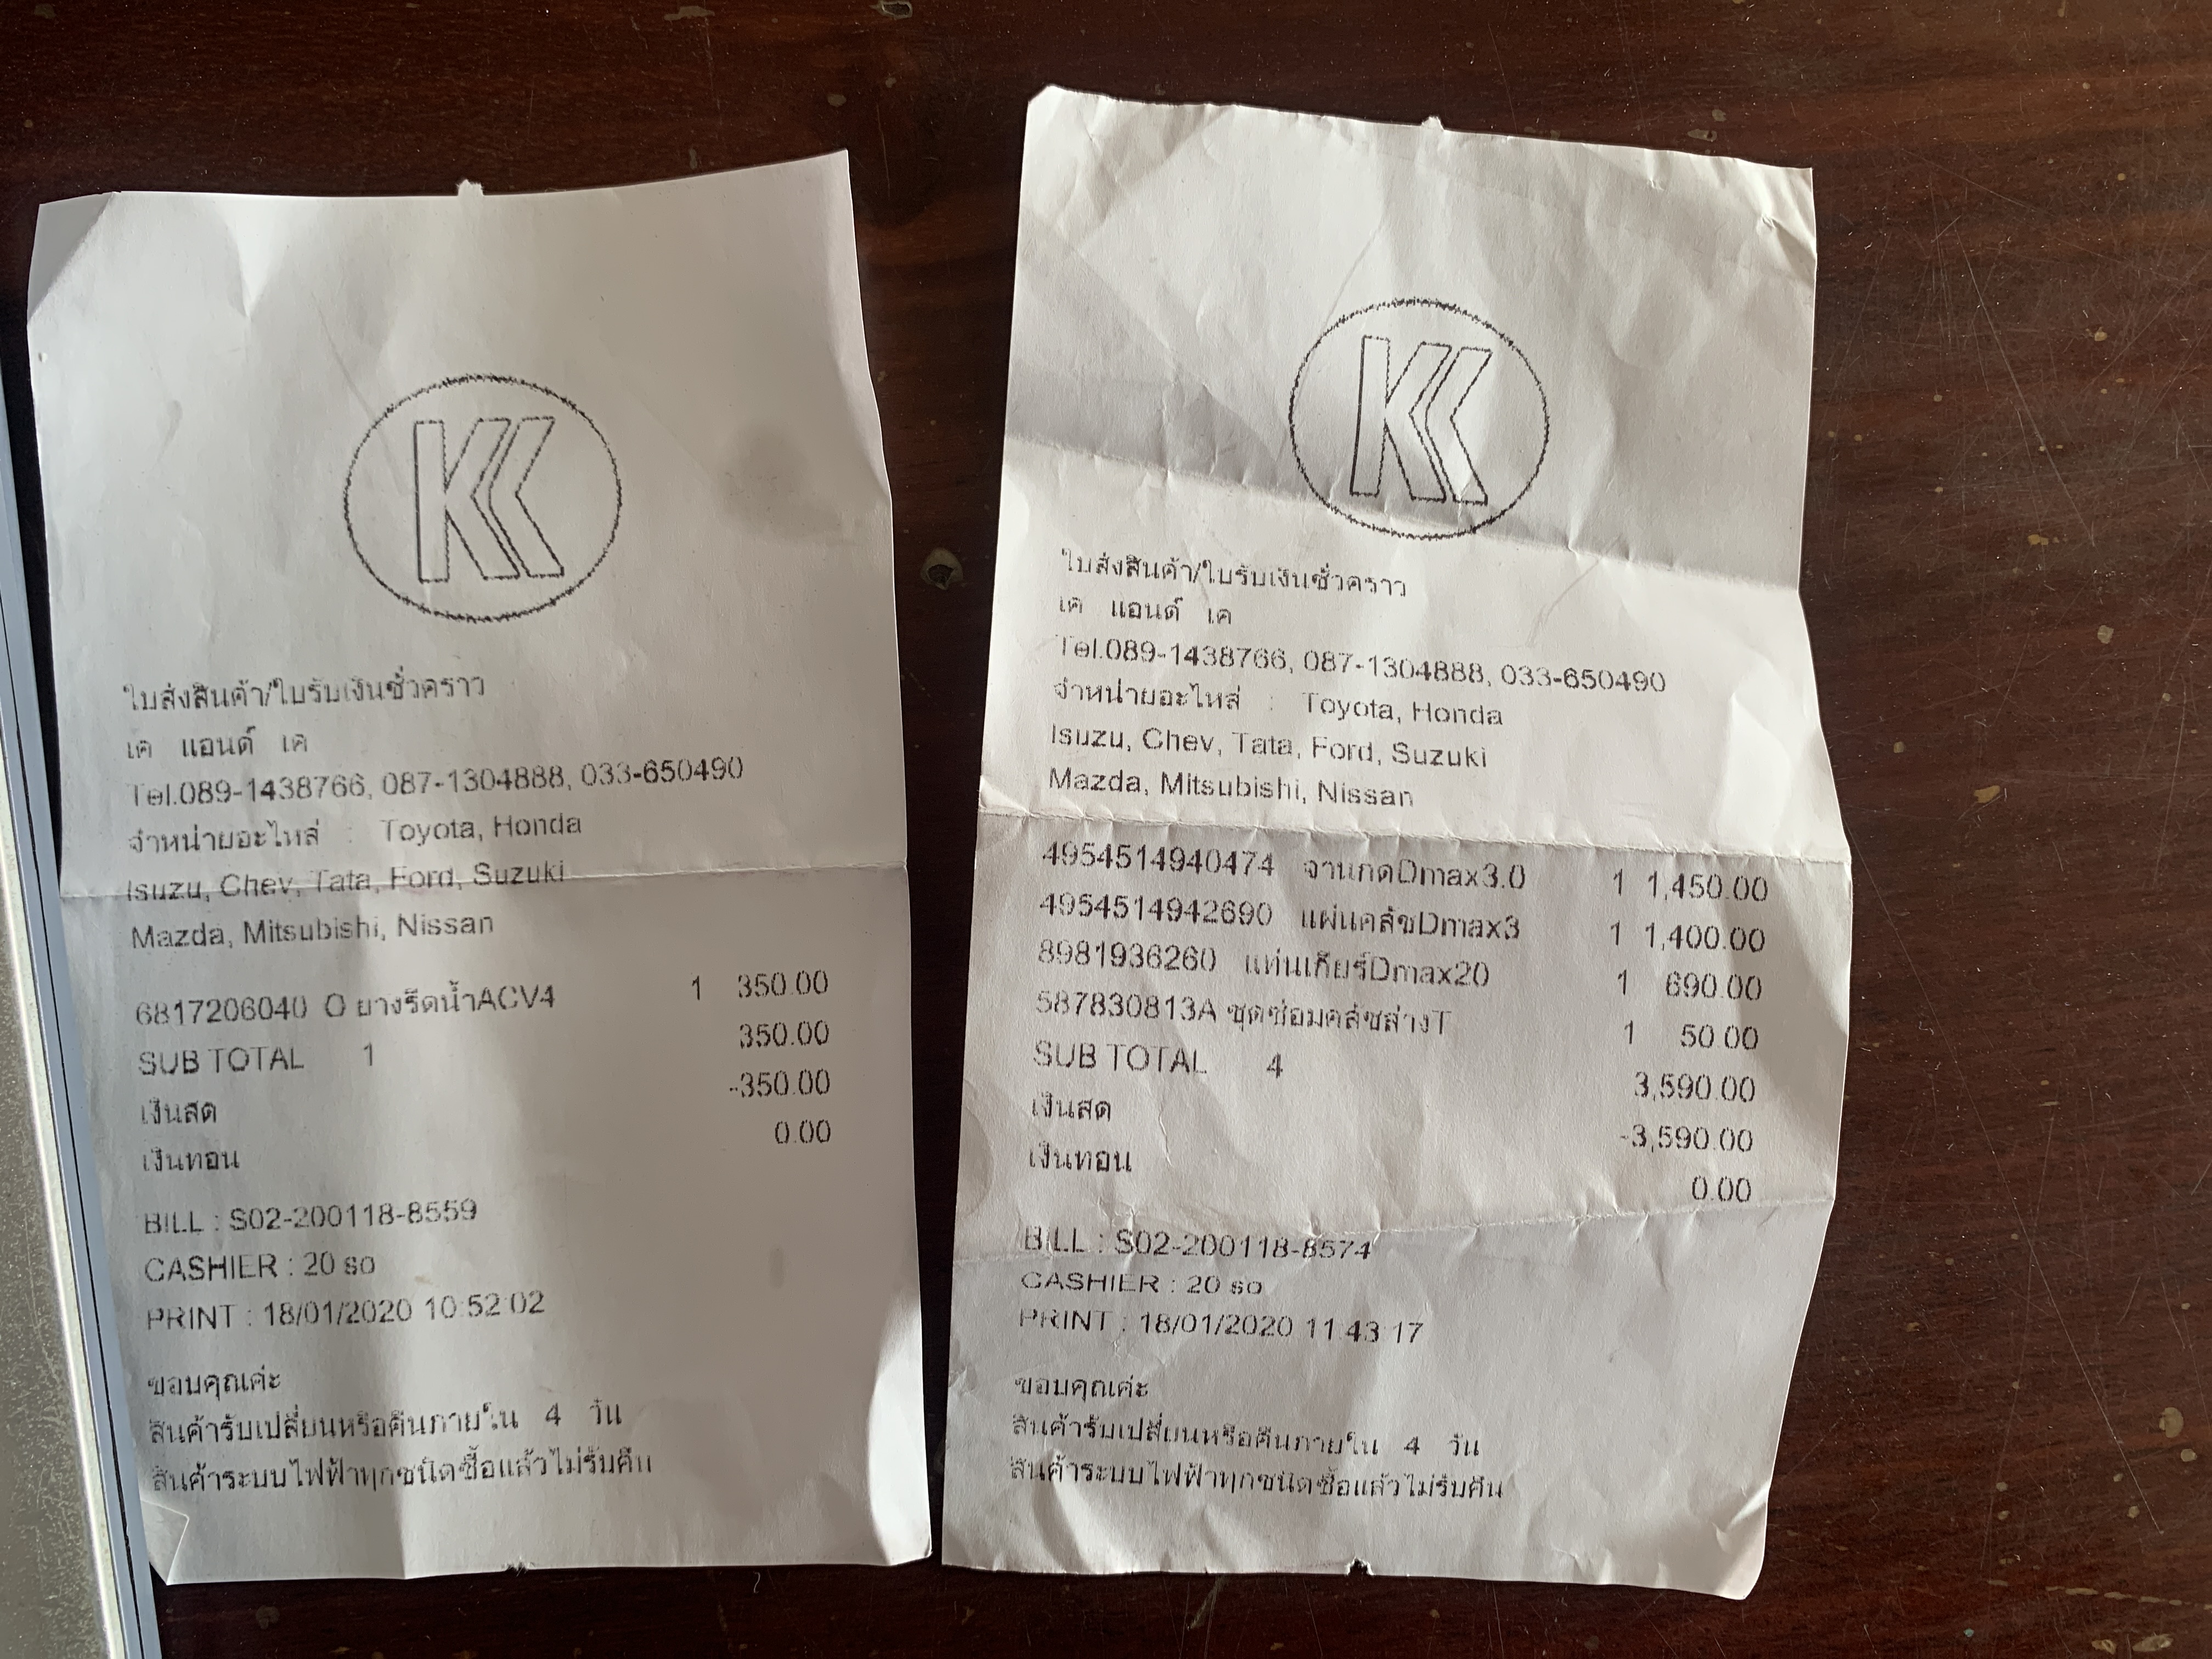 KK
ใบส่งสินค้า/ใบรับเงินชั่วคราว
เค แอนด์ เค
Tel.089-1438766, 087-1304888, 033-650490
จำหน่ายอะไหล่ : Toyota, Honda
Isuzu, Chev, Tata, Ford, Suzuki
Mazda, Mitsubishi, Nissan
6817206040 O ยางรีดน้ำACV4 1 350.00
SUB TOTAL 1 350.00
เงินสด -350.00
เงินทอน 0.00
BILL : S02-200118-8559
CASHIER : 20 so
PRINT : 18/01/2020 10:52:02
ขอบคุณค่ะ
สินค้ารับเปลี่ยนหรือคืนภายใน 4 วัน
สินค้าระบบไฟฟ้าทุกชนิดซื้อแล้วไม่รับคืน
KK
ใบส่งสินค้า/ใบรับเงินชั่วคราว
เค แอนด์ เค
Tel.089-1438766, 087-1304888, 033-650490
จำหน่ายอะไหล่ : Toyota, Honda
Isuzu, Chev, Tata, Ford, Suzuki
Mazda, Mitsubishi, Nissan
4954514940474 จานกดDmax3.0 1 1,450.00
4954514942690 แผ่นคลัชDmax3 1 1,400.00
8981936260 แท่นเกียร์Dmax20 1 690.00
587830813A ชุดซ่อมคลัชล่างT 1 50.00
SUB TOTAL 4 3,590.00
เงินสด -3,590.00
เงินทอน 0.00
BILL : S02-200118-8574
CASHIER : 20 so
PRINT : 18/01/2020 11:43:17
ขอบคุณค่ะ
สินค้ารับเปลี่ยนหรือคืนภายใน 4 วัน
สินค้าระบบไฟฟ้าทุกชนิดซื้อแล้วไม่รับคืน